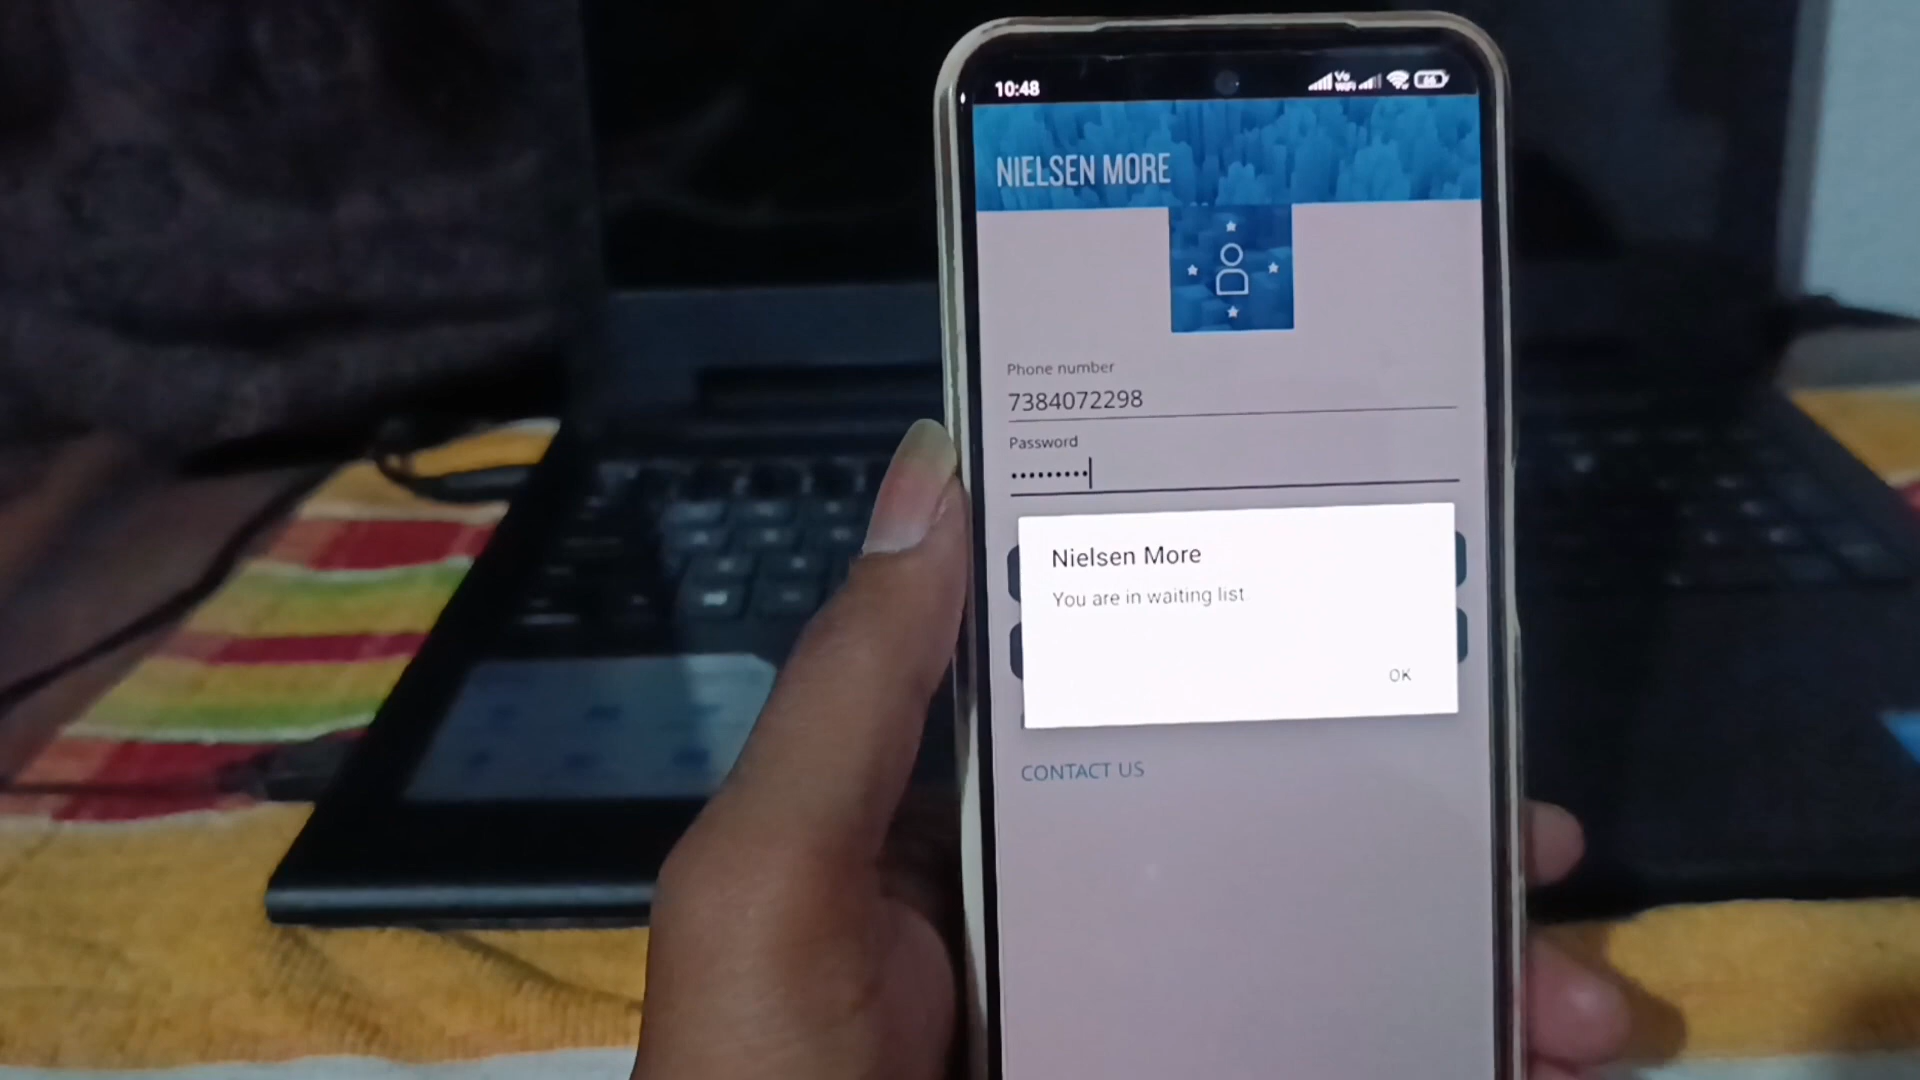 10:48
NIELSEN MORE
Phone number
7384072298
Password
Nielsen More
You are in waiting list
OK
CONTACT US